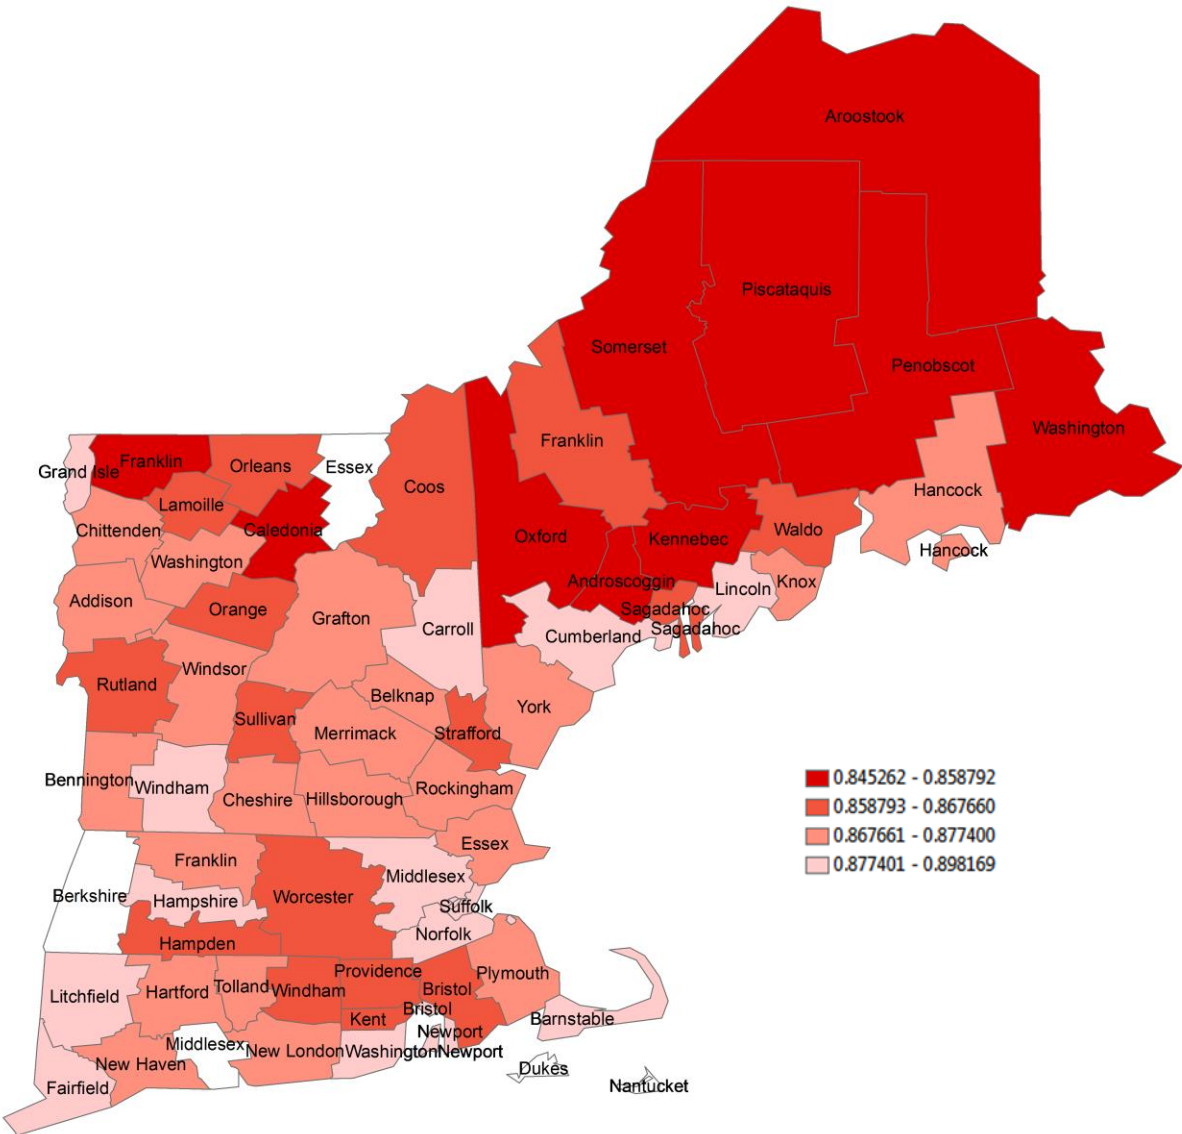 Aroostook
Piscataquis
Somerset
Penobscot
Washington
Franklin
Franklin
Orleans
Grand Isle
Essex
Coos
Hancock
Lamoille
Chittenden
Caledonia
Oxford
Kennebec
Waldo
Hancock
Washington
Androscoggin
Knox
Lincoln
Addison
Orange
Grafton
Sagadahoc
Carroll
Cumberland
Sagadahoc
Windsor
Rutland
Belknap
York
Sullivan
Merrimack
Strafford
Bennington
Windham
Cheshire
Hillsborough
Rockingham
0.845262 - 0.858792
0.858793 - 0.867660
0.867661 - 0.877400
0.877401 - 0.898169
Essex
Franklin
Middlesex
Berkshire
Hampshire
Worcester
Suffolk
Norfolk
Hampden
Providence
Plymouth
Litchfield
Hartford
Tolland
Windham
Bristol
Bristol
Kent
Barnstable
Newport
Middlesex
New London
Washington
Newport
New Haven
Dukes
Fairfield
Nantucket